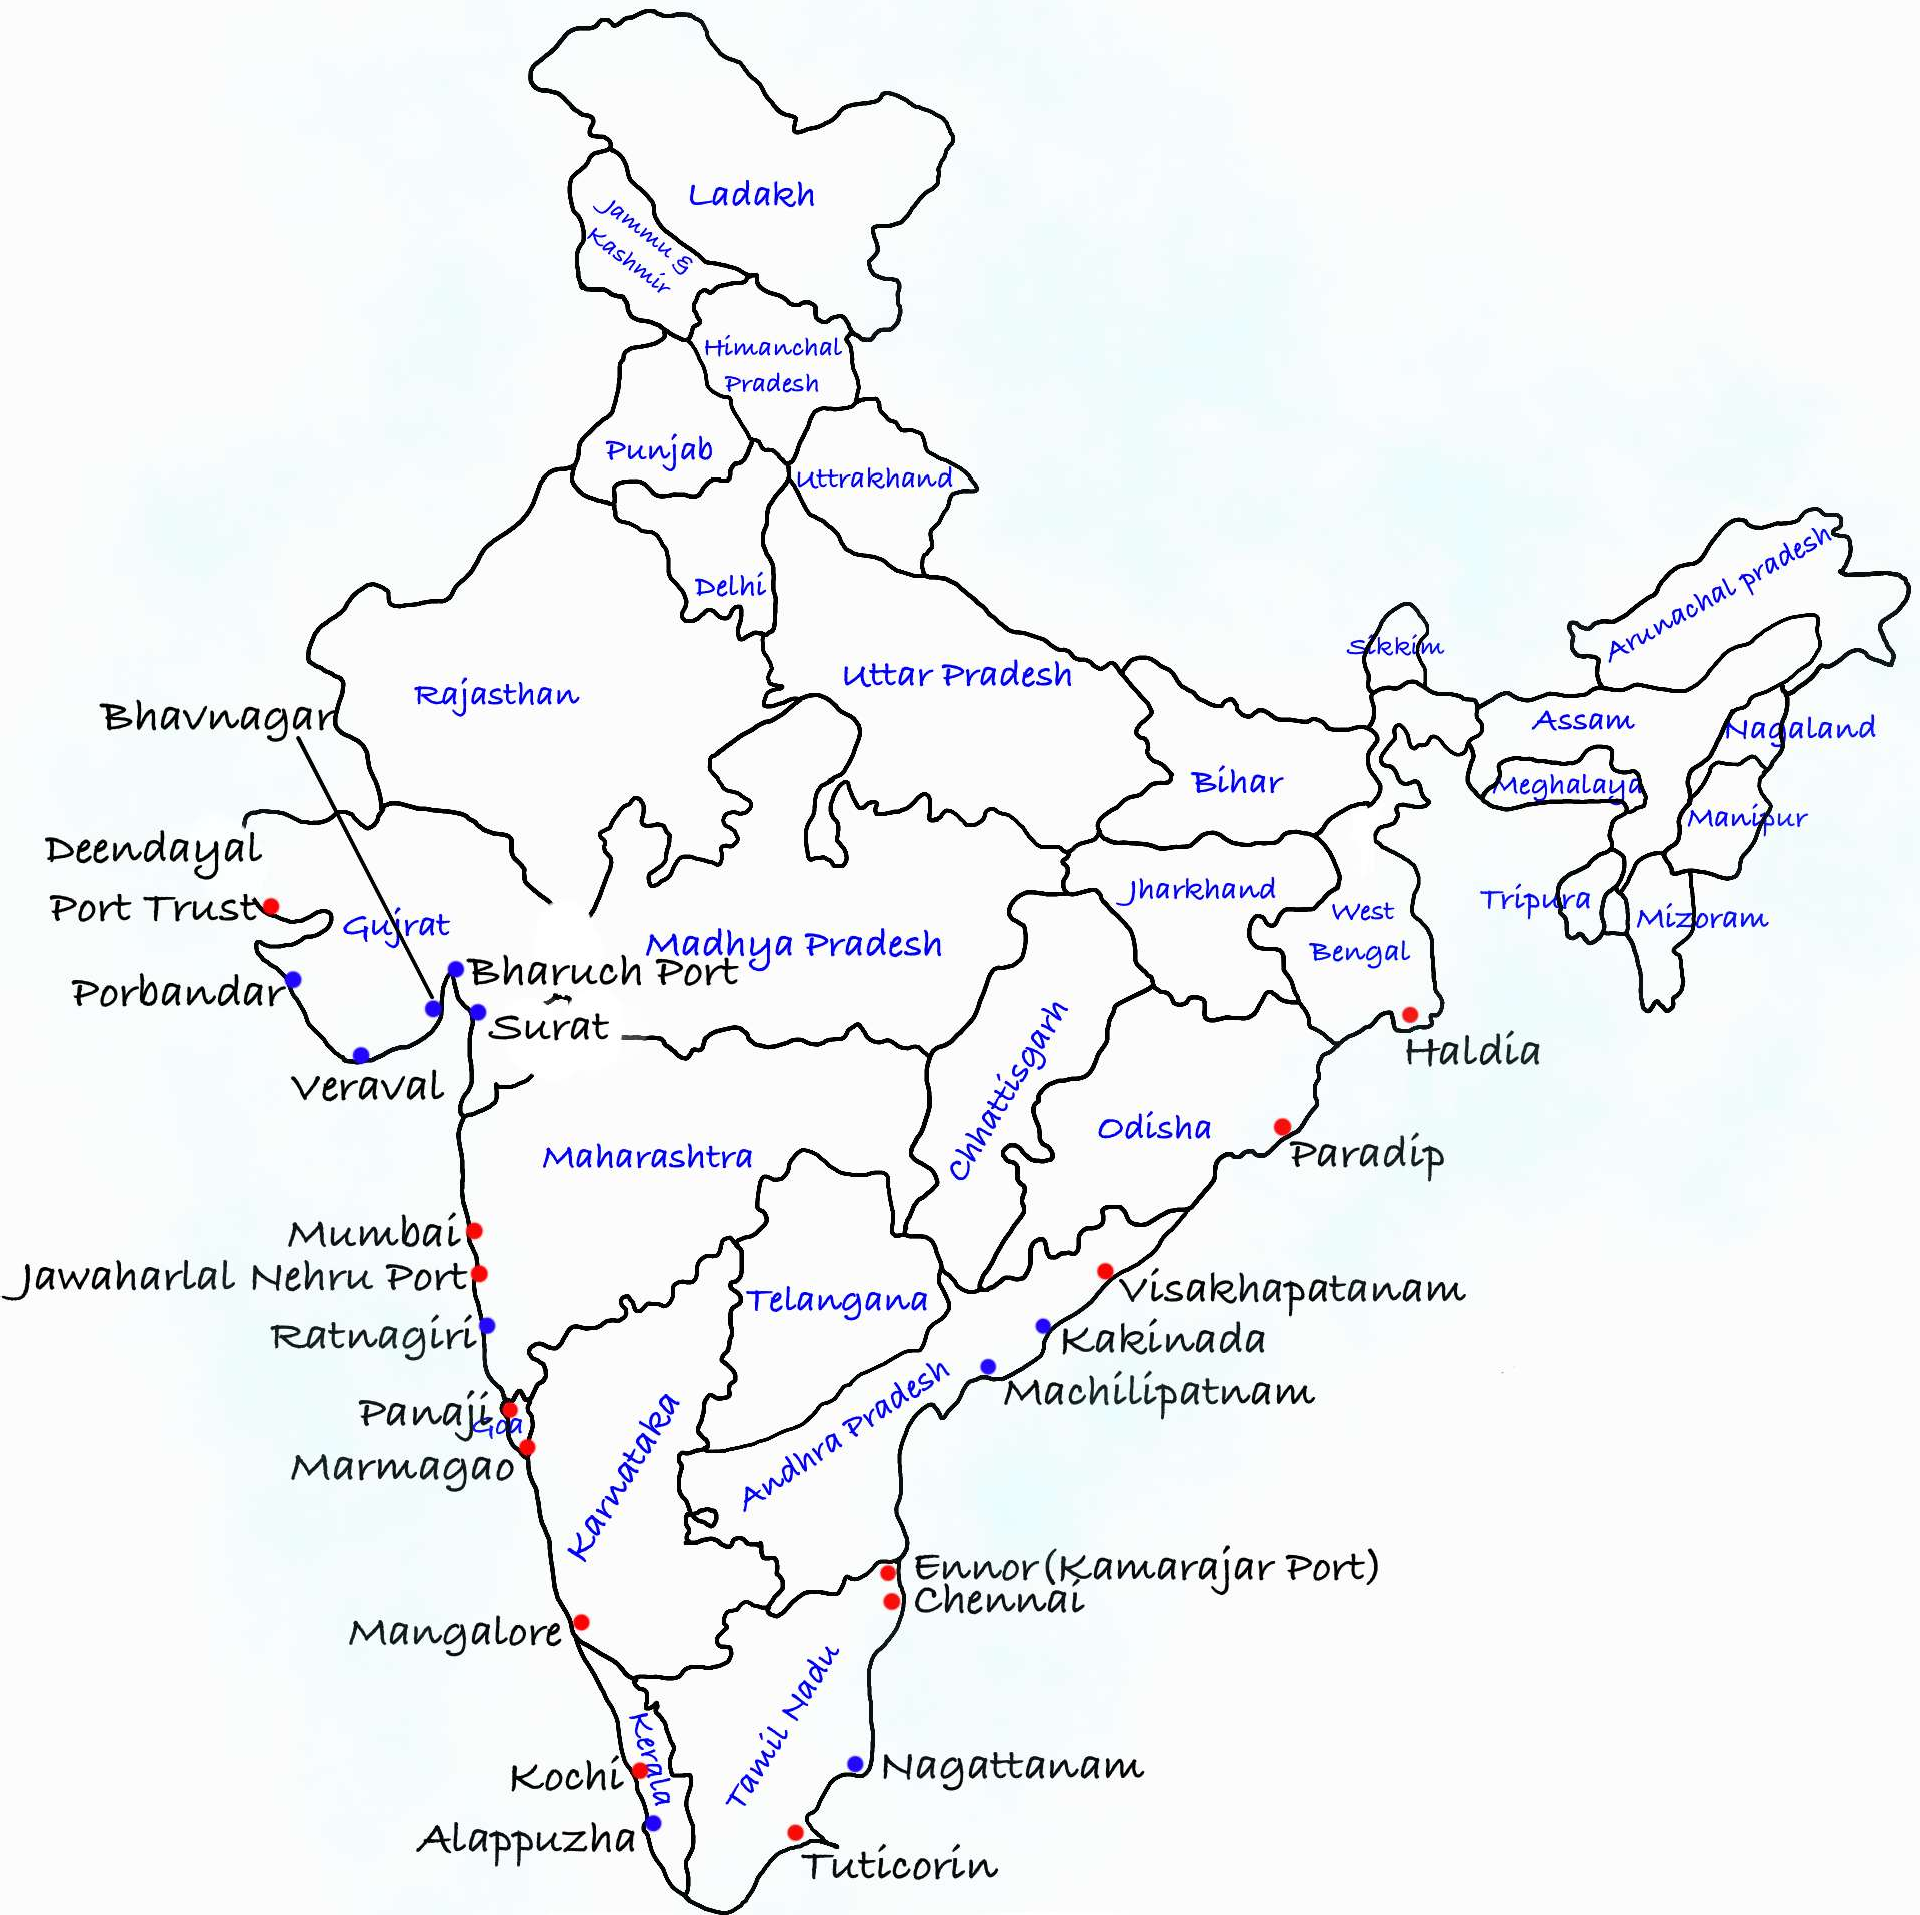 Ladakh
Jammu &
Kashmir
Himanchal
Pradesh
Punjab
Uttrakhand
Delhi
Arunachal pradesh
Sikkim
Rajasthan
Uttar Pradesh
Bhavnagar
Assam
Nagaland
Bihar
Meghalaya
Manipur
Deendayal
Port Trust
Gujrat
Jharkhand
West
Bengal
Tripura
Mizoram
Madhya Pradesh
Bharuch Port
Porbandar
Surat
Veraval
Chhattisgarh
Haldia
Odisha
Paradip
Maharashtra
Mumbai
Jawaharlal Nehru Port
Ratnagiri
Telangana
Visakhapatanam
Kakinada
Machilipatnam
Panaji
Goa
Marmagao
Karnataka
Andhra Pradesh
Ennor(Kamarajar Port)
Chennai
Mangalore
Tamil Nadu
Kerala
Kochi
Nagattanam
Alappuzha
Tuticorin